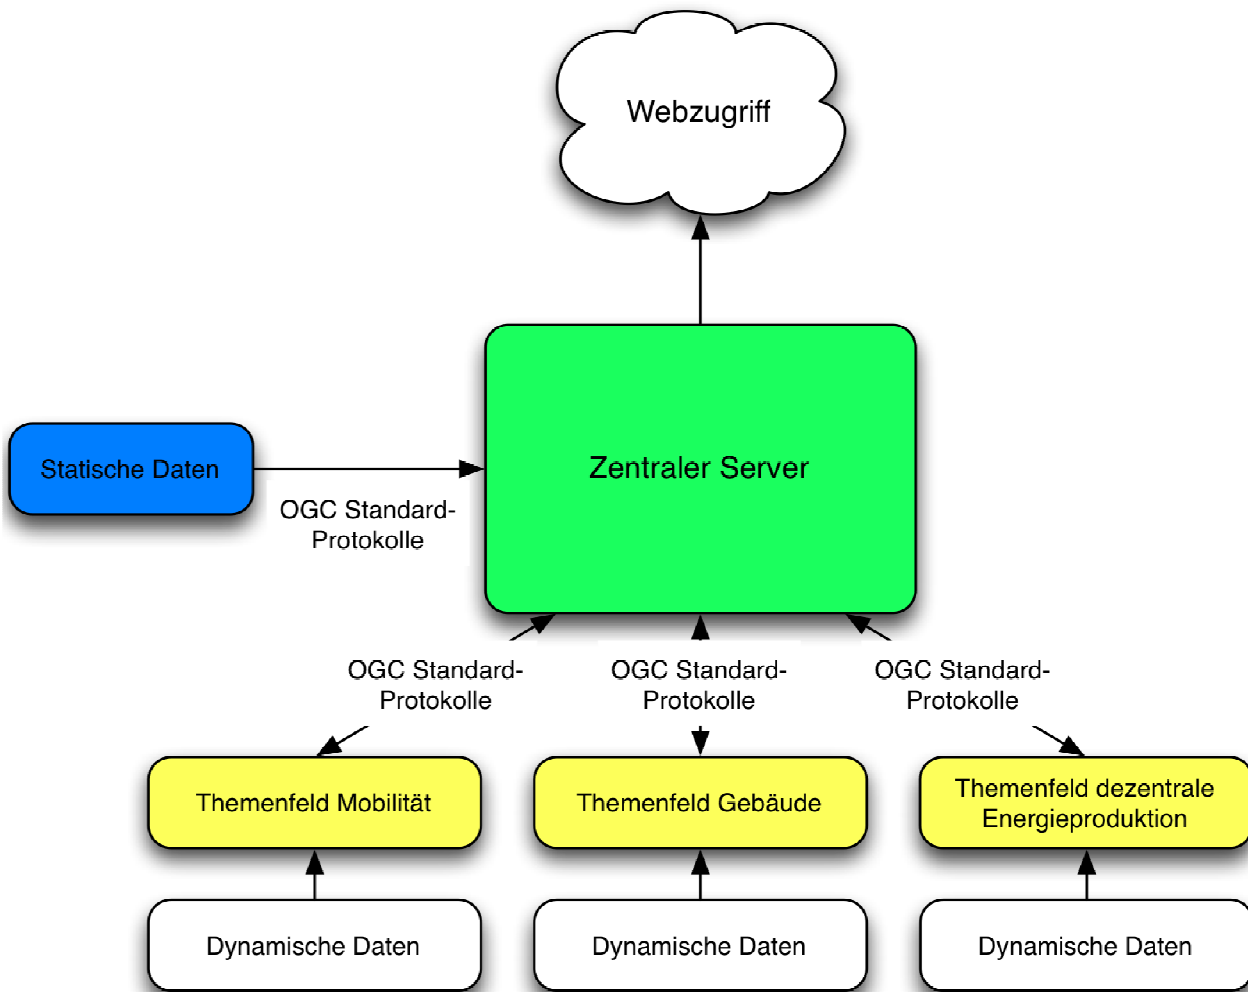 Webzugriff
Zentraler Server
Statische Daten
OGC Standard-
Protokolle
OGC Standard-
Protokolle
OGC Standard-
Protokolle
OGC Standard-
Protokolle
Themenfeld Mobilität
Themenfeld Gebäude
Themenfeld dezentrale
Energieproduktion
Dynamische Daten
Dynamische Daten
Dynamische Daten